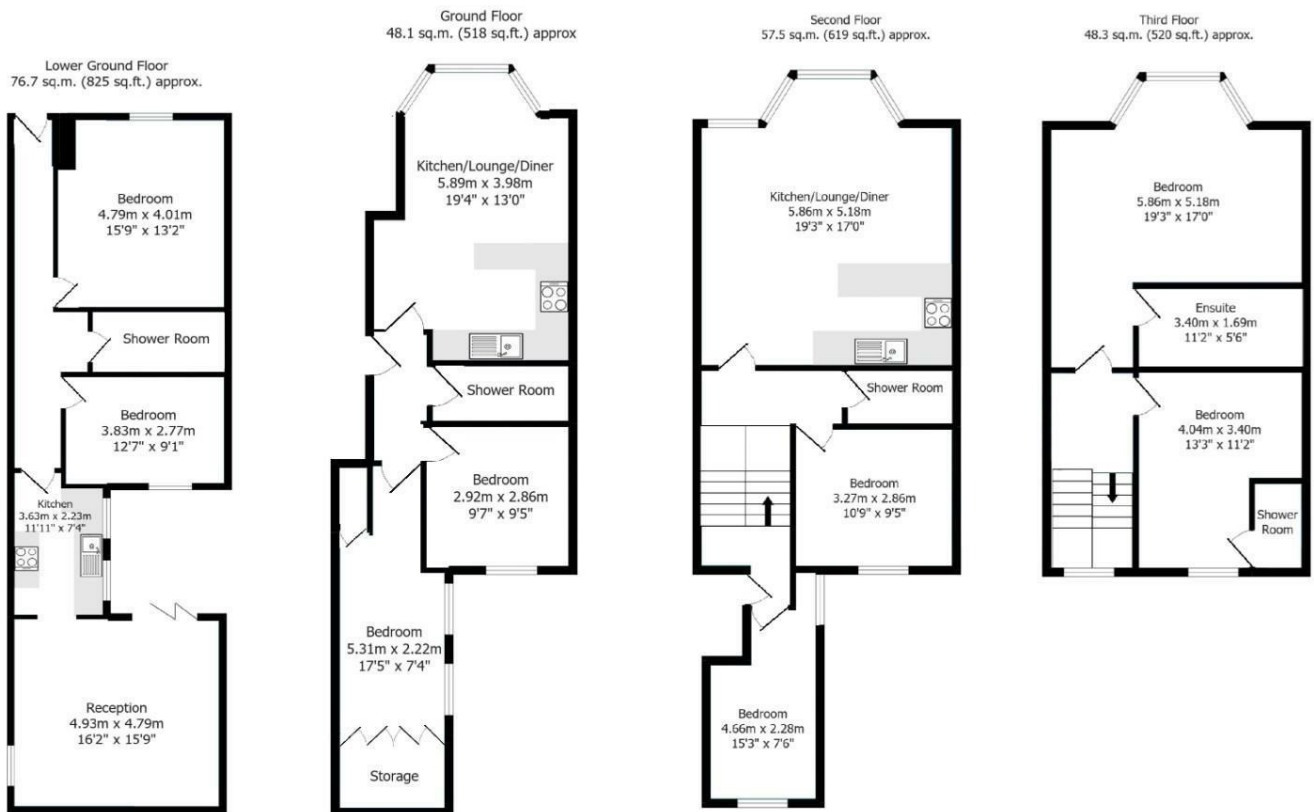 Lower Ground Floor
76.7 sq.m. (825 sq.ft.) approx.
Bedroom
4.79m x 4.01m
15'9" x 13'2"
Shower Room
Bedroom
3.83m x 2.77m
12'7" x 9'1"
Kitchen
3.63m x 2.23m
11'11" x 7'4"
Reception
4.93m x 4.79m
16'2" x 15'9"
Ground Floor
48.1 sq.m. (518 sq.ft.) approx
Kitchen/Lounge/Diner
5.89m x 3.98m
19'4" x 13'0"
Shower Room
Bedroom
2.92m x 2.86m
9'7" x 9'5"
Bedroom
5.31m x 2.22m
17'5" x 7'4"
Storage
Second Floor
57.5 sq.m. (619 sq.ft.) approx.
Kitchen/Lounge/Diner
5.86m x 5.18m
19'3" x 17'0"
Shower Room
Bedroom
3.27m x 2.86m
10'9" x 9'5"
Bedroom
4.66m x 2.28m
15'3" x 7'6"
Third Floor
48.3 sq.m. (520 sq.ft.) approx.
Bedroom
5.86m x 5.18m
19'3" x 17'0"
Ensuite
3.40m x 1.69m
11'2" x 5'6"
Bedroom
4.04m x 3.40m
13'3" x 11'2"
Shower
Room